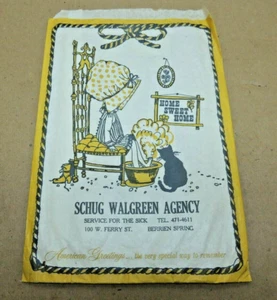 HOME
SWEET
HOME
SCHUG WALGREEN AGENCY
SERVICE FOR THE SICK TEL. 471-4611
100 W. FERRY ST. BERRIEN SPRING
American Greetings... the very special way to remember